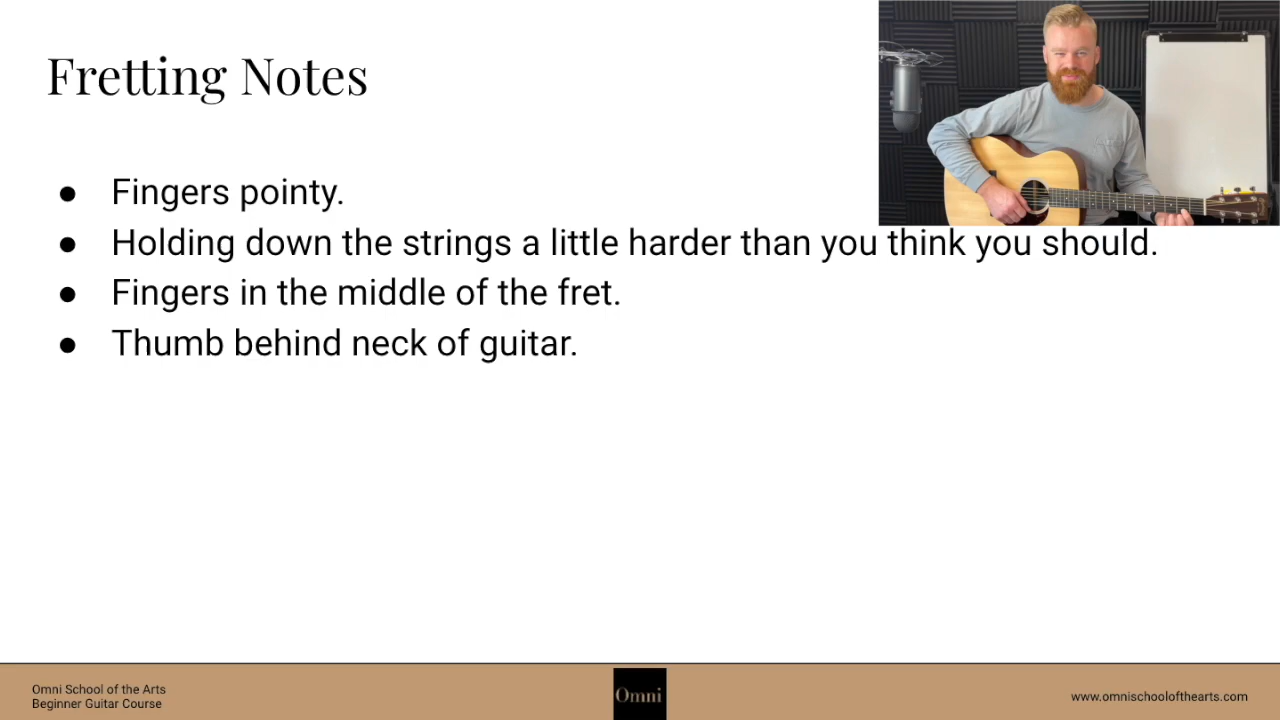 Fretting Notes
● Fingers pointy.
● Holding down the strings a little harder than you think you should.
● Fingers in the middle of the fret.
● Thumb behind neck of guitar.
Omni School of the Arts
Beginner Guitar Course
Omni
www.omnischoolofthearts.com